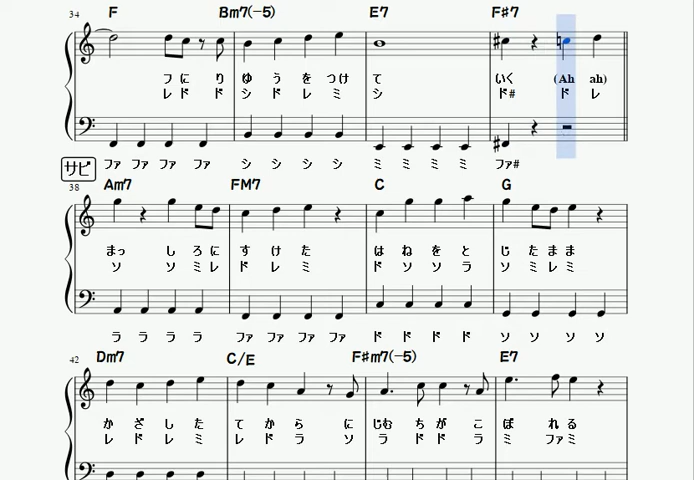 34 F Bm7(-5) E7 F#7
フ に り ゆ う を つけ て いく (Ah ah)
レ ド ド シ ド レ ミ シ ド# ド レ
ファ ファ ファ ファ シ シ シ シ ミ ミ ミ ミ ファ#
サビ
38 Am7 FM7 C G
まっ し ろ に す け た は ね を と じ た ま ま
ソ ソ ミ レ ド レ ミ ド ソ ソ ラ ソ ミ レ ミ
ラ ラ ラ ラ ファ ファ ファ ファ ド ド ド ド ソ ソ ソ ソ
42 Dm7 C/E F#m7(-5) E7
か ざ し た て か ら に じむ ち が こ ぼ れ る
レ ド レ ミ レ ド ラ ソ ラ ド ド ラ ミ ファ ミ